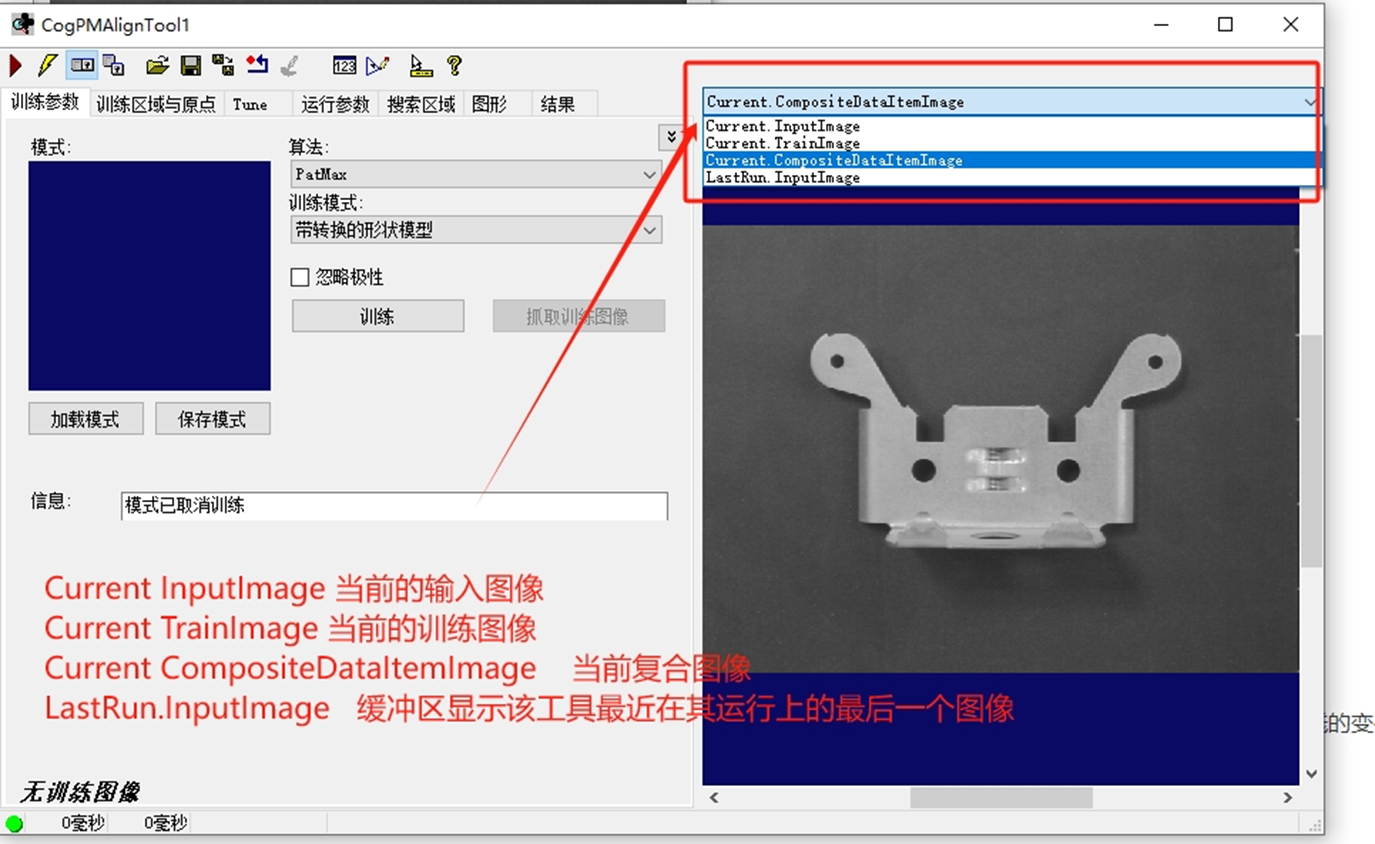 CogPMAlignTool1
训练参数 训练区域与原点 Tune 运行参数 搜索区域 图形 结果
Current.CompositeDataItemImage
Current.InputImage
Current.TrainImage
Current.CompositeDataItemImage
LastRun.InputImage
模式:
算法:
PatMax
训练模式:
带转换的形状模型
忽略极性
训练
抓取训练图像
加载模式
保存模式
信息:
模式已取消训练
Current InputImage 当前的输入图像
Current TrainImage 当前的训练图像
Current CompositeDataItemImage 当前复合图像
LastRun.InputImage 缓冲区显示该工具最近在其运行上的最后一个图像
的变
无训练图像
0毫秒 0毫秒